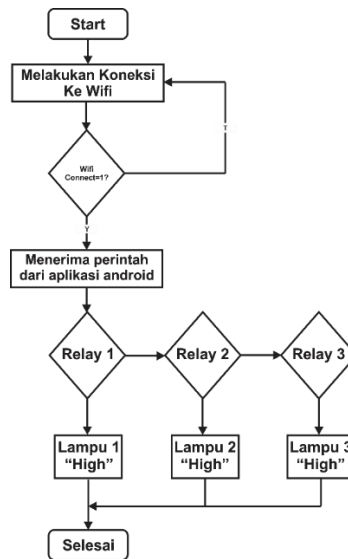 Start
Melakukan Koneksi
Ke Wifi
Wifi
Connect=1?
Y
Menerima perintah
dari aplikasi android
Relay 1
Relay 2
Relay 3
Lampu 1
“High”
Lampu 2
“High”
Lampu 3
“High”
Selesai